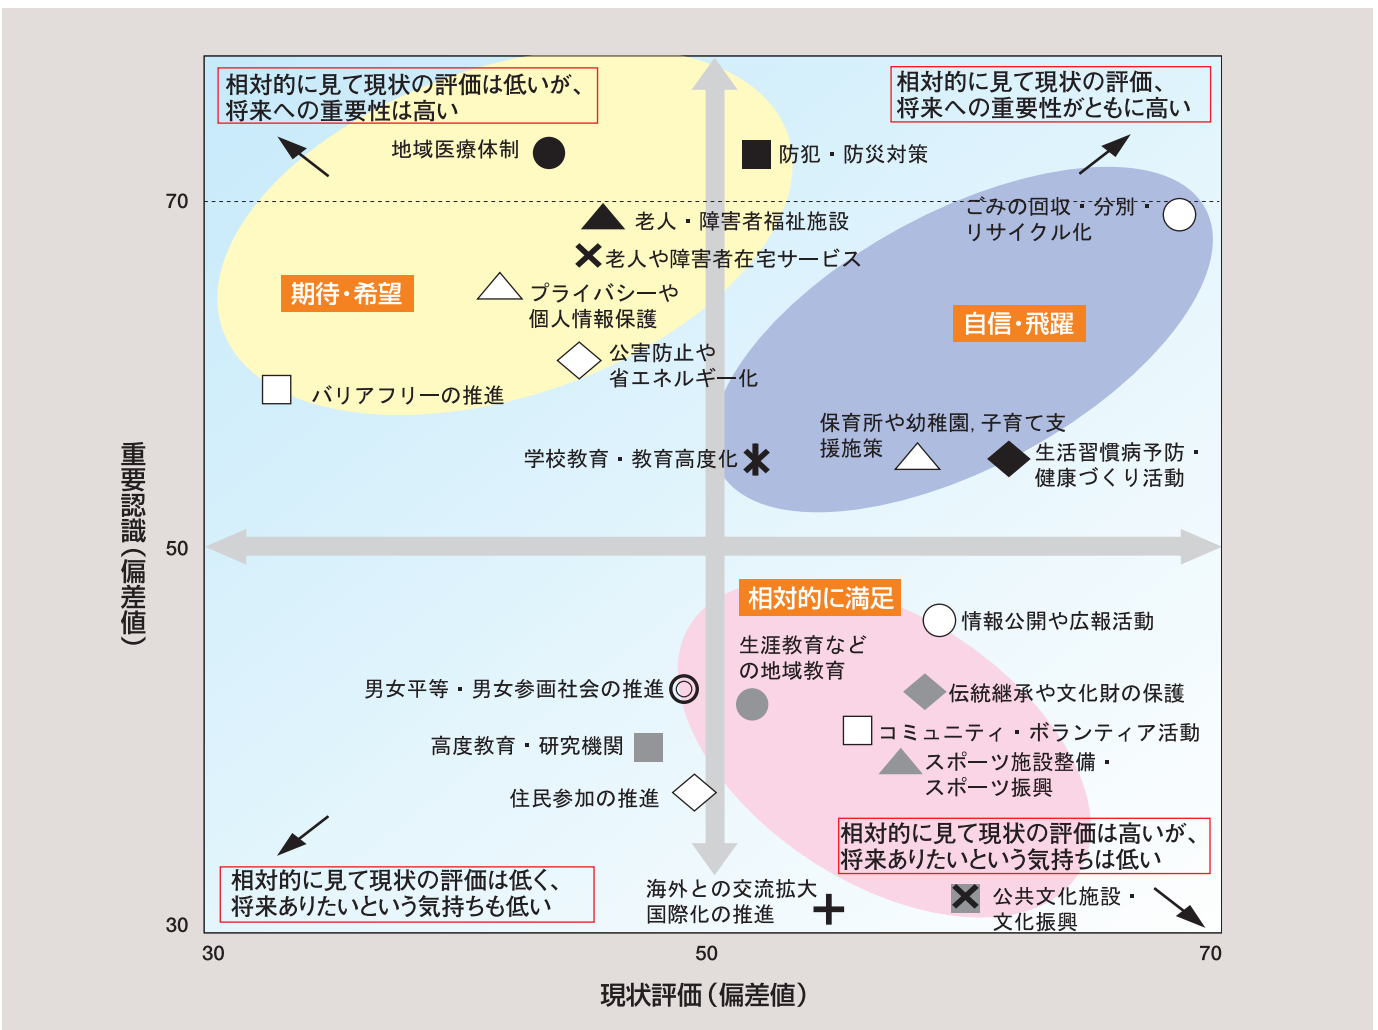 相対的に見て現状の評価は低いが、
将来への重要性は高い
相対的に見て現状の評価、
将来への重要性がともに高い
地域医療体制
防犯・防災対策
70
老人・障害者福祉施設
ごみの回収・分別・
リサイクル化
老人や障害者在宅サービス
期待・希望
プライバシーや
個人情報保護
自信・飛躍
公害防止や
省エネルギー化
バリアフリーの推進
保育所や幼稚園, 子育て支
援施策
学校教育・教育高度化
生活習慣病予防・
健康づくり活動
重要認識(偏差値)
50
相対的に満足
情報公開や広報活動
生涯教育など
の地域教育
男女平等・男女参画社会の推進
伝統継承や文化財の保護
コミュニティ・ボランティア活動
高度教育・研究機関
スポーツ施設整備・
スポーツ振興
住民参加の推進
相対的に見て現状の評価は高いが、
将来ありたいという気持ちは低い
相対的に見て現状の評価は低く、
将来ありたいという気持ちも低い
海外との交流拡大
国際化の推進
公共文化施設・
文化振興
30
30
50
70
現状評価(偏差値)